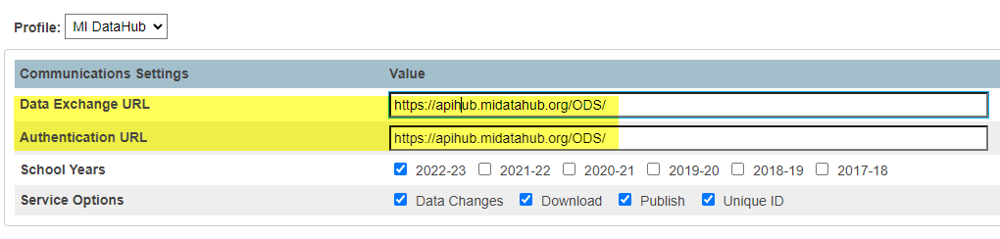 Profile: MI DataHub
Communications Settings Value
Data Exchange URL https://apihub.midatahub.org/ODS/
Authentication URL https://apihub.midatahub.org/ODS/
School Years 2022-23 2021-22 2020-21 2019-20 2018-19 2017-18
Service Options Data Changes Download Publish Unique ID